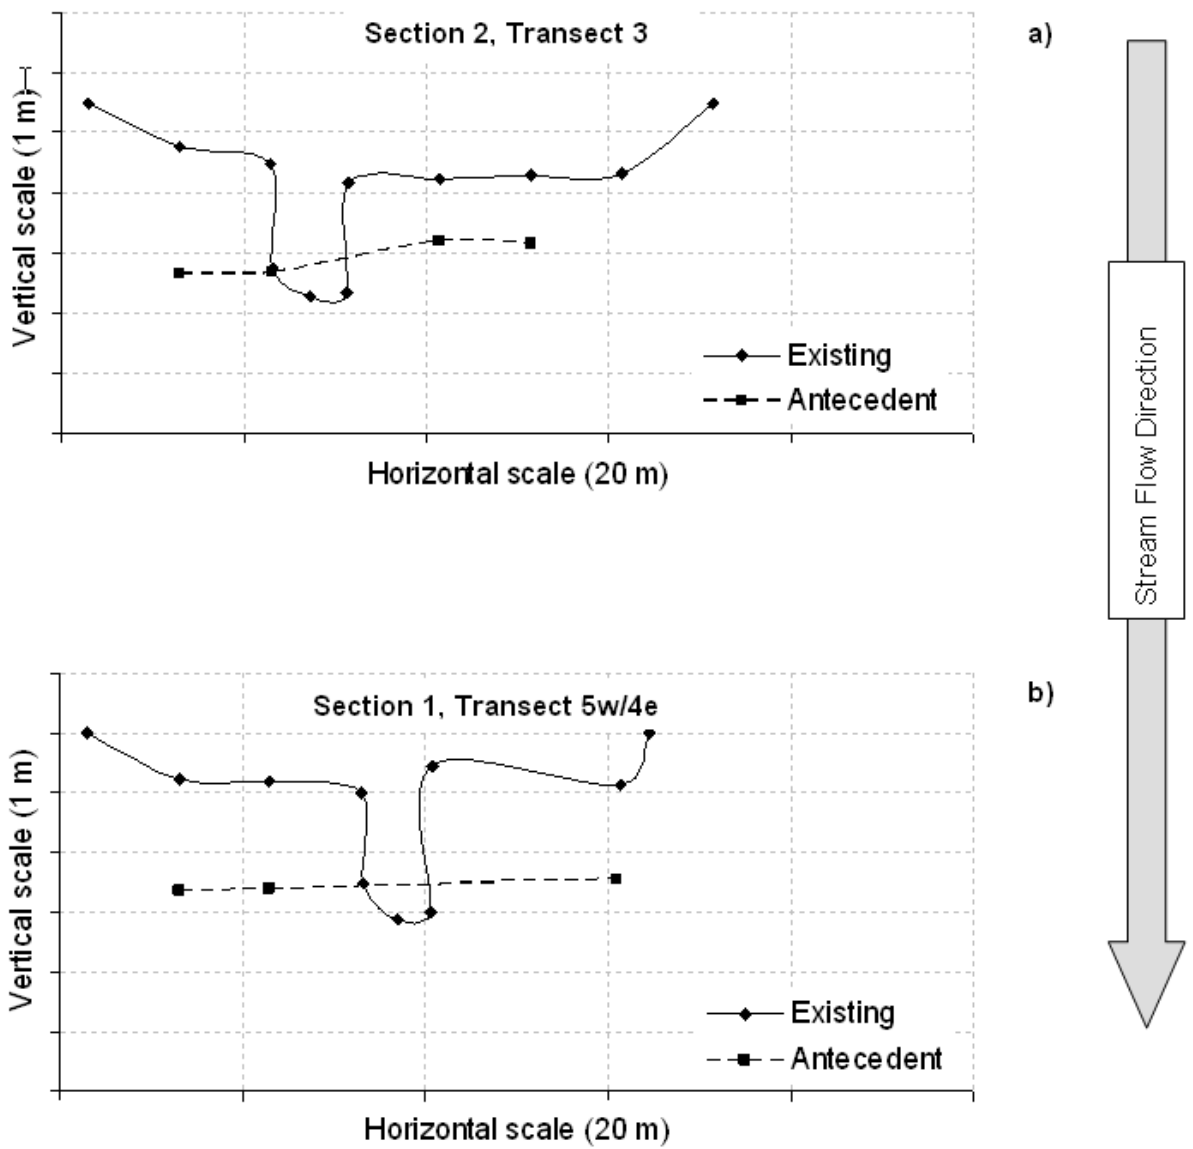 Section 2, Transect 3
a)
Vertical scale (1 m)
Existing
Antecedent
Horizontal scale (20 m)
Stream Flow Direction
Section 1, Transect 5w/4e
b)
Vertical scale (1 m)
Existing
Antecedent
Horizontal scale (20 m)